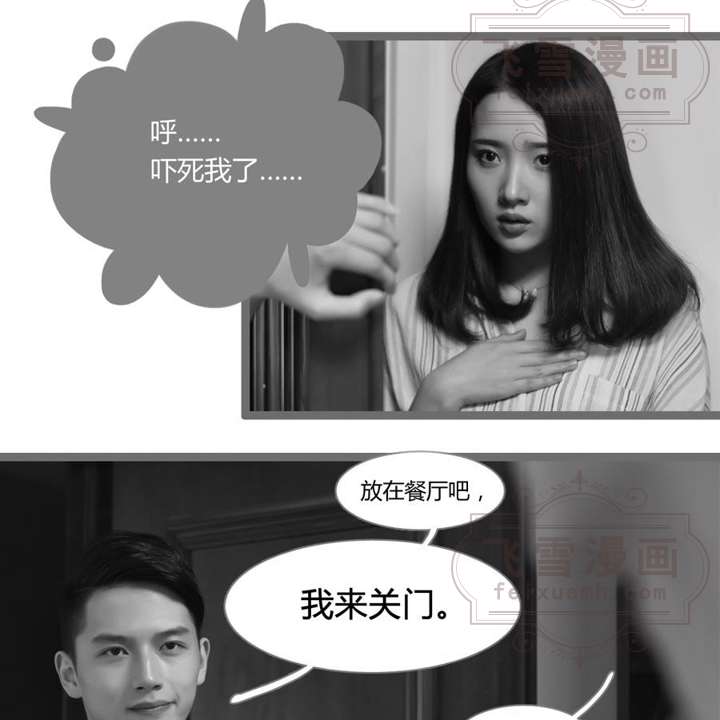 飞雪漫画
feixuemh.com
呼......
吓死我了......
放在餐厅吧，
我来关门。
飞雪漫画
feixuemh.com